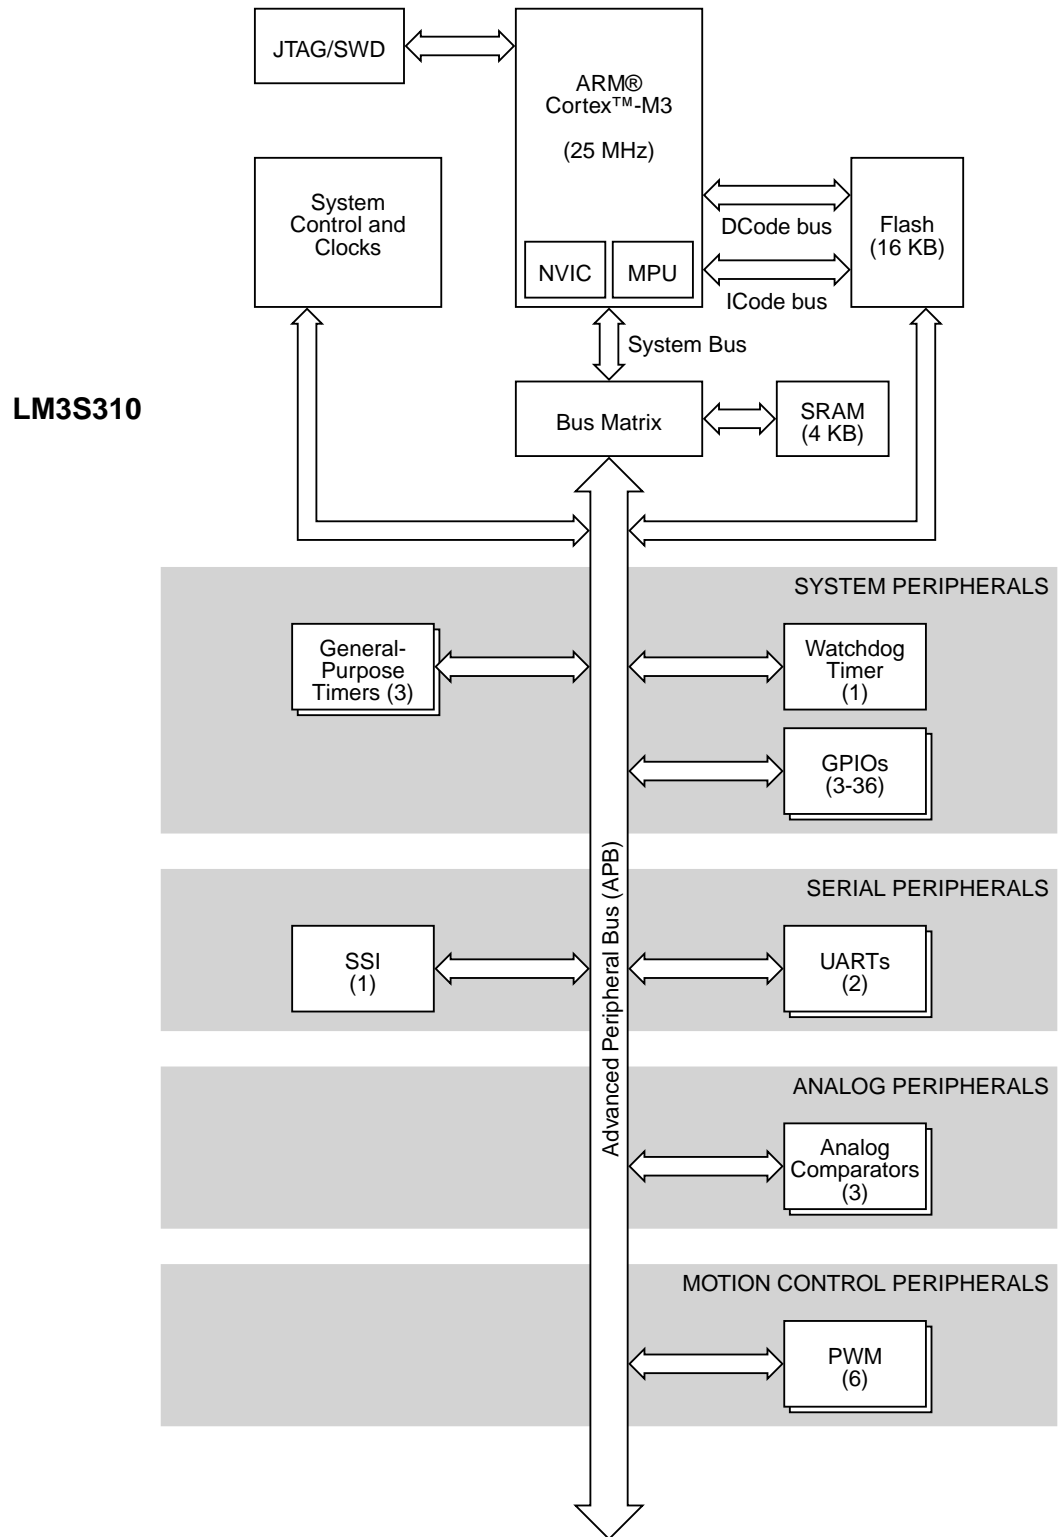 JTAG/SWD
ARM®
Cortex™-M3
(25 MHz)
NVIC
MPU
System
Control and
Clocks
DCode bus
ICode bus
Flash
(16 KB)
System Bus
LM3S310
Bus Matrix
SRAM
(4 KB)
SYSTEM PERIPHERALS
General-
Purpose
Timers (3)
Watchdog
Timer
(1)
GPIOs
(3-36)
Advanced Peripheral Bus (APB)
SERIAL PERIPHERALS
SSI
(1)
UARTs
(2)
ANALOG PERIPHERALS
Analog
Comparators
(3)
MOTION CONTROL PERIPHERALS
PWM
(6)